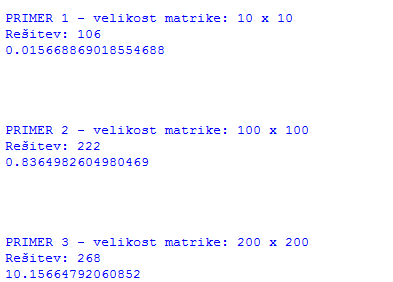 PRIMER 1 - velikost matrike: 10 x 10
Rešitev: 106
0.015668869018554688
PRIMER 2 - velikost matrike: 100 x 100
Rešitev: 222
0.8364982604980469
PRIMER 3 - velikost matrike: 200 x 200
Rešitev: 268
10.15664792060852